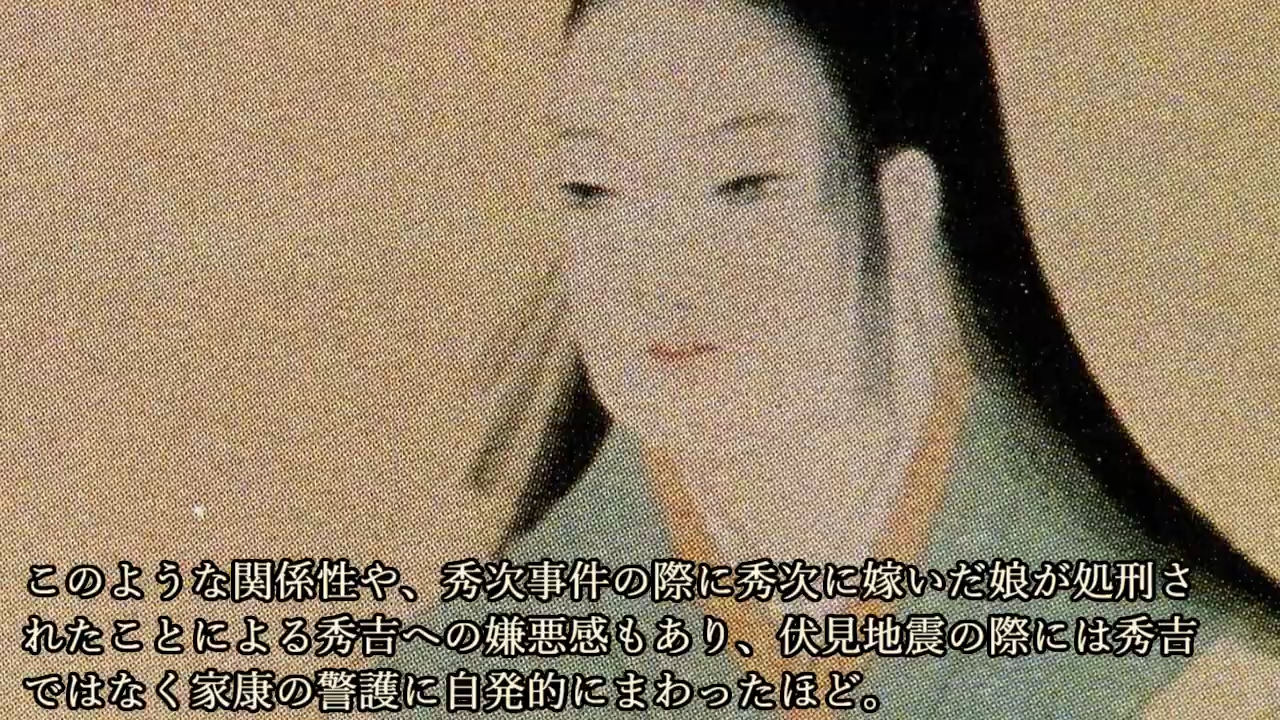 このような関係性や、秀次事件の際に秀次に嫁いだ娘が処刑さ
れたことによる秀吉への嫌悪感もあり、伏見地震の際には秀吉
ではなく家康の警護に自発的にまわったほど。